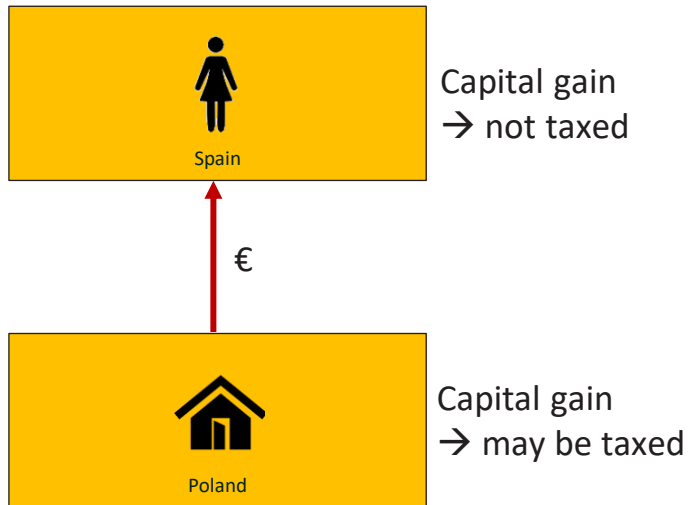 Capital gain
→ not taxed
Spain
€
Capital gain
→ may be taxed
Poland